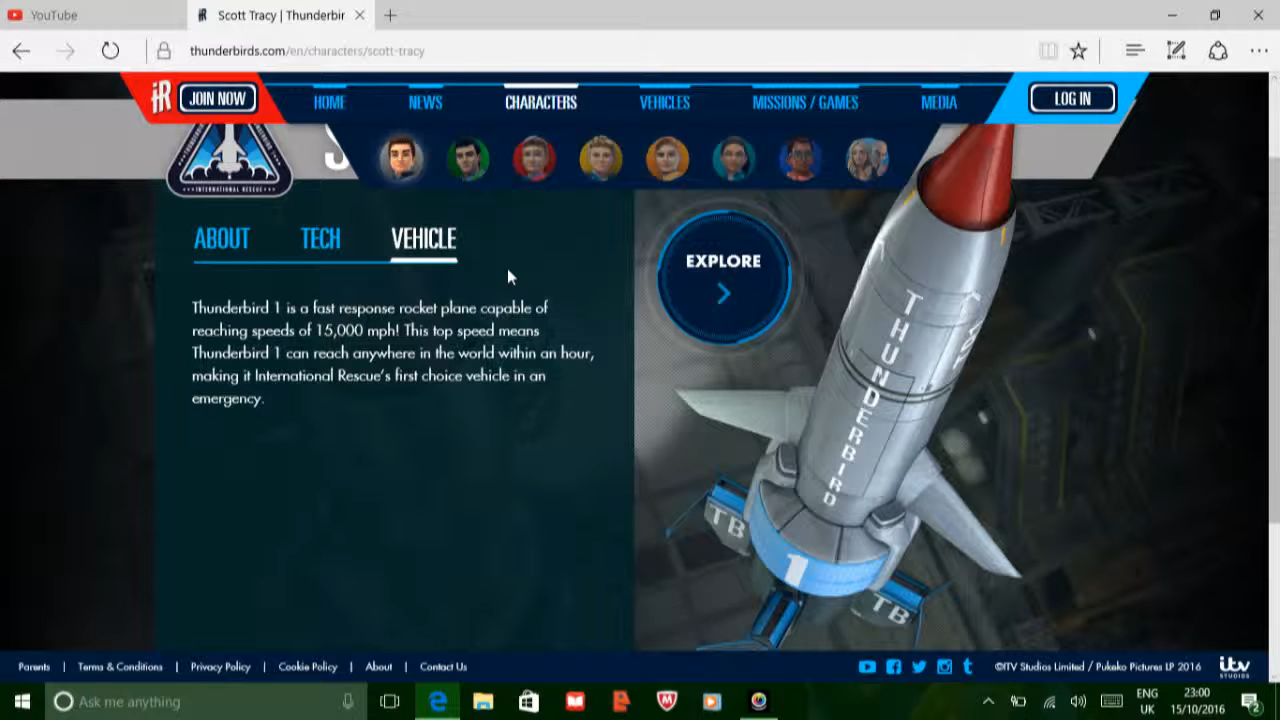 YouTube
Scott Tracy | Thunderbir
thunderbirds.com/en/characters/scott-tracy
iR JOIN NOW HOME NEWS CHARACTERS VEHICLES MISSIONS / GAMES MEDIA LOG IN
INTERNATIONAL RESCUE
ABOUT TECH VEHICLE
EXPLORE
Thunderbird 1 is a fast response rocket plane capable of
reaching speeds of 15,000 mph! This top speed means
Thunderbird 1 can reach anywhere in the world within an hour,
making it International Rescue's first choice vehicle in an
emergency.
THUNDERBIRD
TB
1
TB
Parents | Terms & Conditions | Privacy Policy | Cookie Policy | About | Contact Us
©ITV Studios Limited / Pukeko Pictures LP 2016
itv
STUDIOS
Ask me anything
ENG
UK
23:00
15/10/2016
2